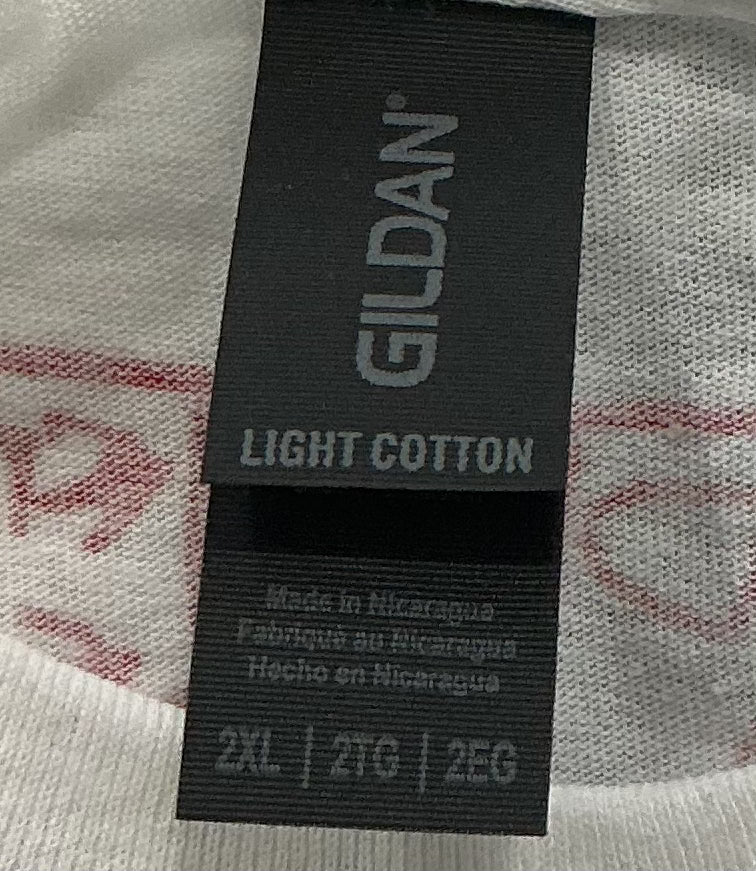 GILDAN®
LIGHT COTTON
Made in Nicaragua
Fabriqué au Nicaragua
Hecho en Nicaragua
2XL | 2TG | 2EG